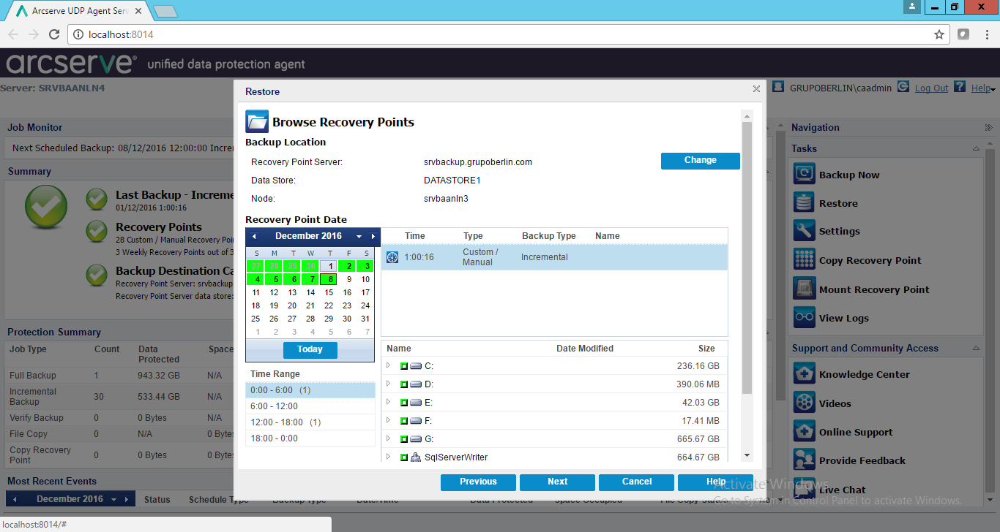 Arcserve UDP Agent Serv
localhost:8014
arcserve® unified data protection agent
Server: SRVBAANLN4
GRUPOBERLIN\caadmin Log Out Help
Job Monitor
Next Scheduled Backup: 08/12/2016 12:00:00 Increm
Summary
Last Backup - Increme
01/12/2016 1:00:16
Recovery Points
28 Custom / Manual Recovery Poi
3 Weekly Recovery Points out of 3
Backup Destination Ca
Recovery Point Server: srvbackup
Recovery Point Server data store:
Protection Summary
Job Type Count Data Protected Space
Full Backup 1 943.32 GB N/A
Incremental Backup 30 533.44 GB N/A
Verify Backup 0 0 Bytes N/A
File Copy 0 N/A 0 Byte
Copy Recovery Point 0 0 Bytes 0 Byte
Most Recent Events
December 2016 Status Schedule Type Backup Type Date/Time Data Protected Space Occupied File Copy Status
Restore
Browse Recovery Points
Backup Location
Recovery Point Server: srvbackup.grupoberlin.com
Change
Data Store: DATASTORE1
Node: srvbaanln3
Recovery Point Date
December 2016
S M T W T F S
27 28 29 30 1 2 3
4 5 6 7 8 9 10
11 12 13 14 15 16 17
18 19 20 21 22 23 24
25 26 27 28 29 30 31
1 2 3 4 5 6 7
Today
Time Range
0:00 - 6:00 (1)
6:00 - 12:00
12:00 - 18:00 (1)
18:00 - 0:00
Time Type Backup Type Name
1:00:16 Custom / Manual Incremental
Name Date Modified Size
C: 236.16 GB
D: 390.06 MB
E: 42.03 GB
F: 17.41 MB
G: 665.67 GB
SqlServerWriter 664.67 GB
Previous Next Cancel Help
Navigation
Tasks
Backup Now
Restore
Settings
Copy Recovery Point
Mount Recovery Point
View Logs
Support and Community Access
Knowledge Center
Videos
Online Support
Provide Feedback
Live Chat
Activate Windows
Go to System in Control Panel to activate Windows.
localhost:8014/#